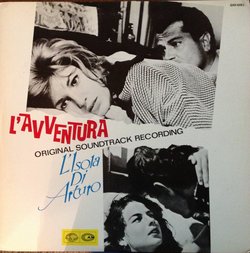 L'AVVENTURA
ORIGINAL SOUNDTRACK RECORDING
L'Isola
Di
Arturo